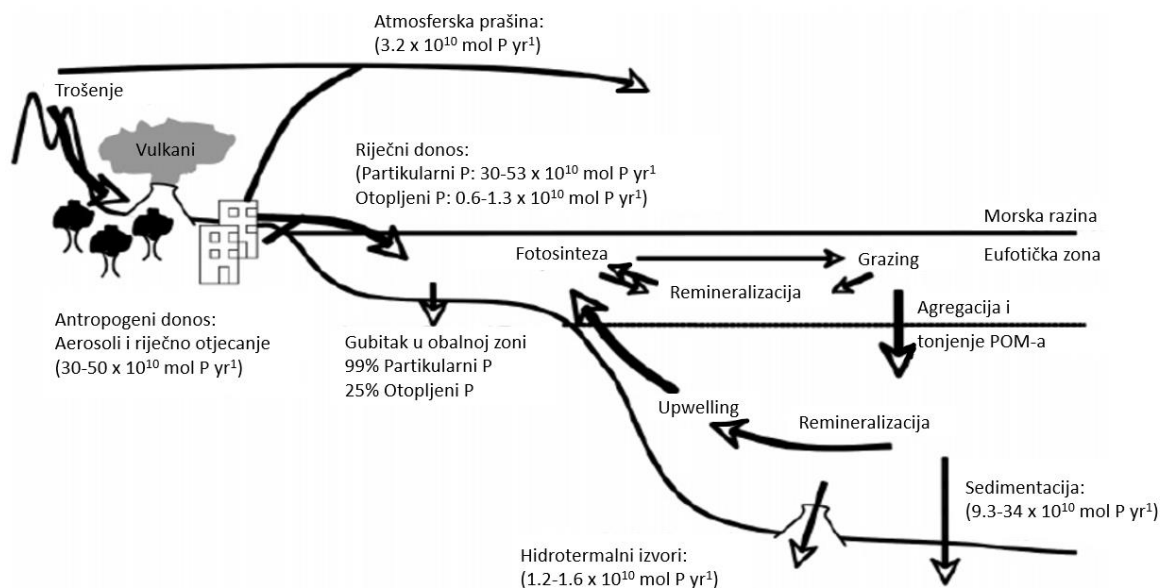 Atmosferska prašina:
(3.2 x 10¹⁰ mol P yr¹)
Trošenje
Vulkani
Riječni donos:
(Partikularni P: 30-53 x 10¹⁰ mol P yr¹
Otopljeni P: 0.6-1.3 x 10¹⁰ mol P yr¹)
Morska razina
Eufotička zona
Fotosinteza
Grazing
Remineralizacija
Agregacija i
tonjenje POM-a
Antropogeni donos:
Aerosoli i riječno otjecanje
(30-50 x 10¹⁰ mol P yr¹)
Gubitak u obalnoj zoni
99% Partikularni P
25% Otopljeni P
Upwelling
Remineralizacija
Sedimentacija:
(9.3-34 x 10¹⁰ mol P yr¹)
Hidrotermalni izvori:
(1.2-1.6 x 10¹⁰ mol P yr¹)